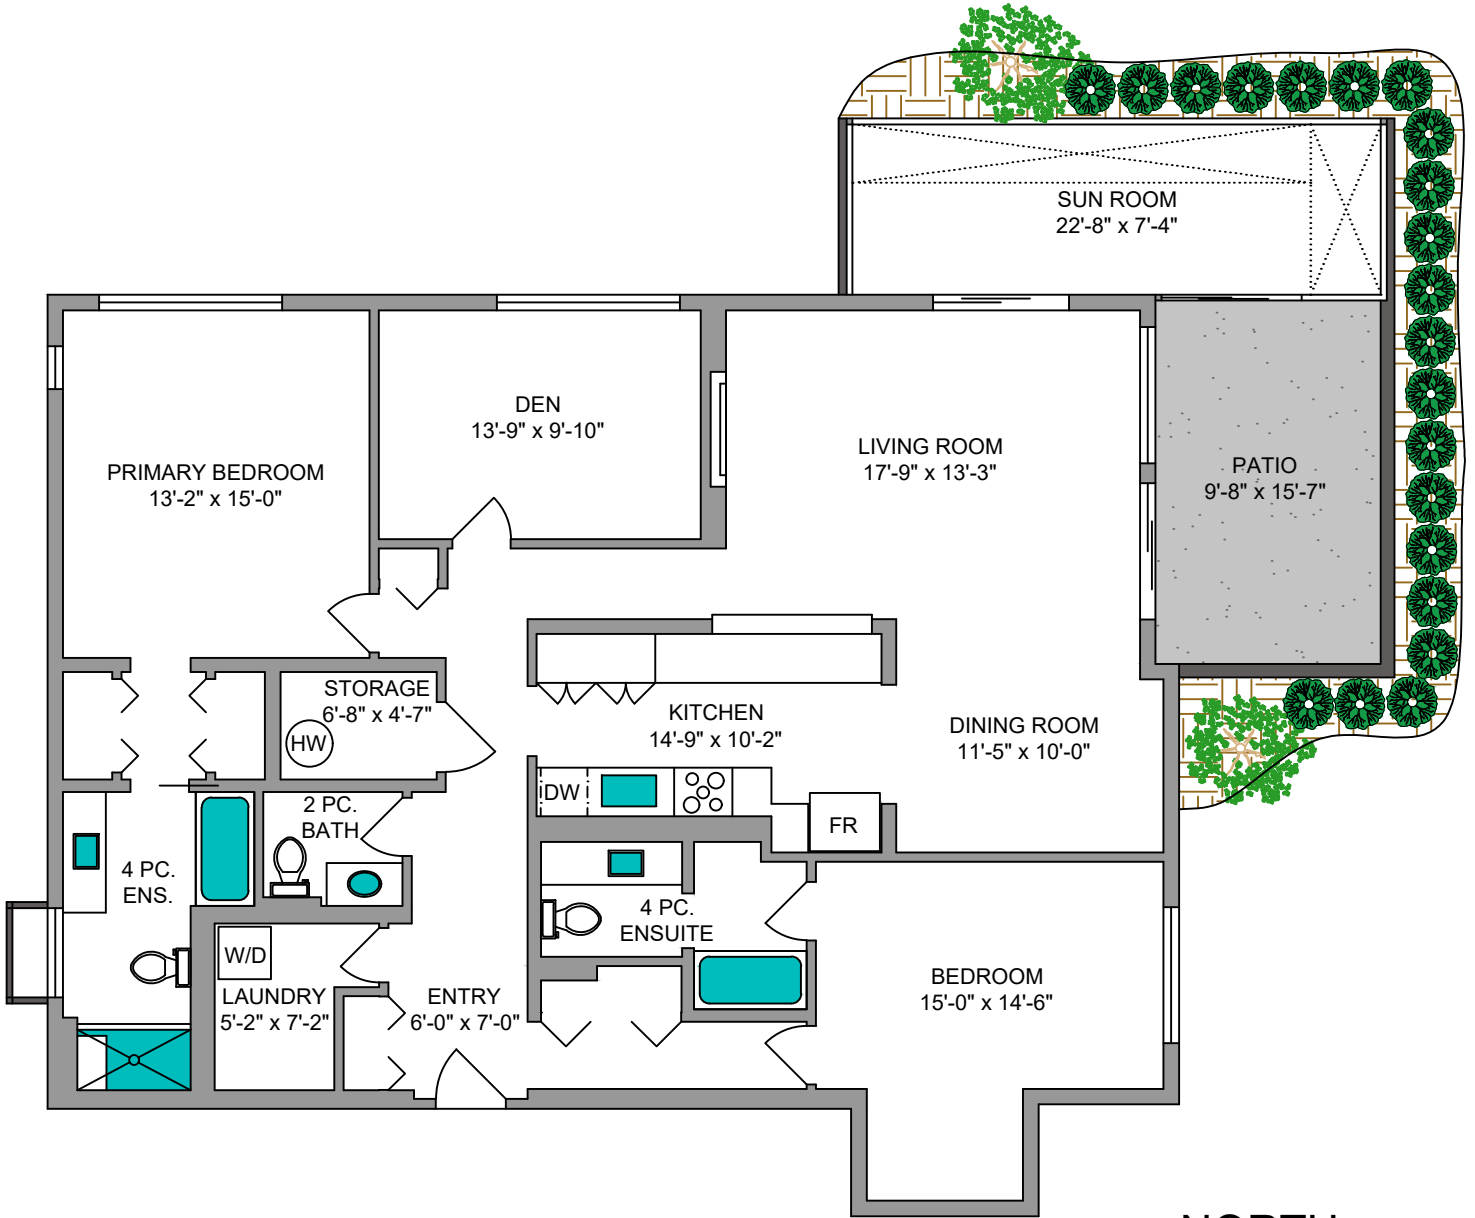 SUN ROOM
22'-8" x 7'-4"
DEN
13'-9" x 9'-10"
LIVING ROOM
17'-9" x 13'-3"
PRIMARY BEDROOM
13'-2" x 15'-0"
PATIO
9'-8" x 15'-7"
STORAGE
6'-8" x 4'-7"
HW
KITCHEN
14'-9" x 10'-2"
DINING ROOM
11'-5" x 10'-0"
DW
2 PC.
BATH
FR
4 PC.
ENS.
4 PC.
ENSUITE
W/D
LAUNDRY
5'-2" x 7'-2"
ENTRY
6'-0" x 7'-0"
BEDROOM
15'-0" x 14'-6"
NORTH